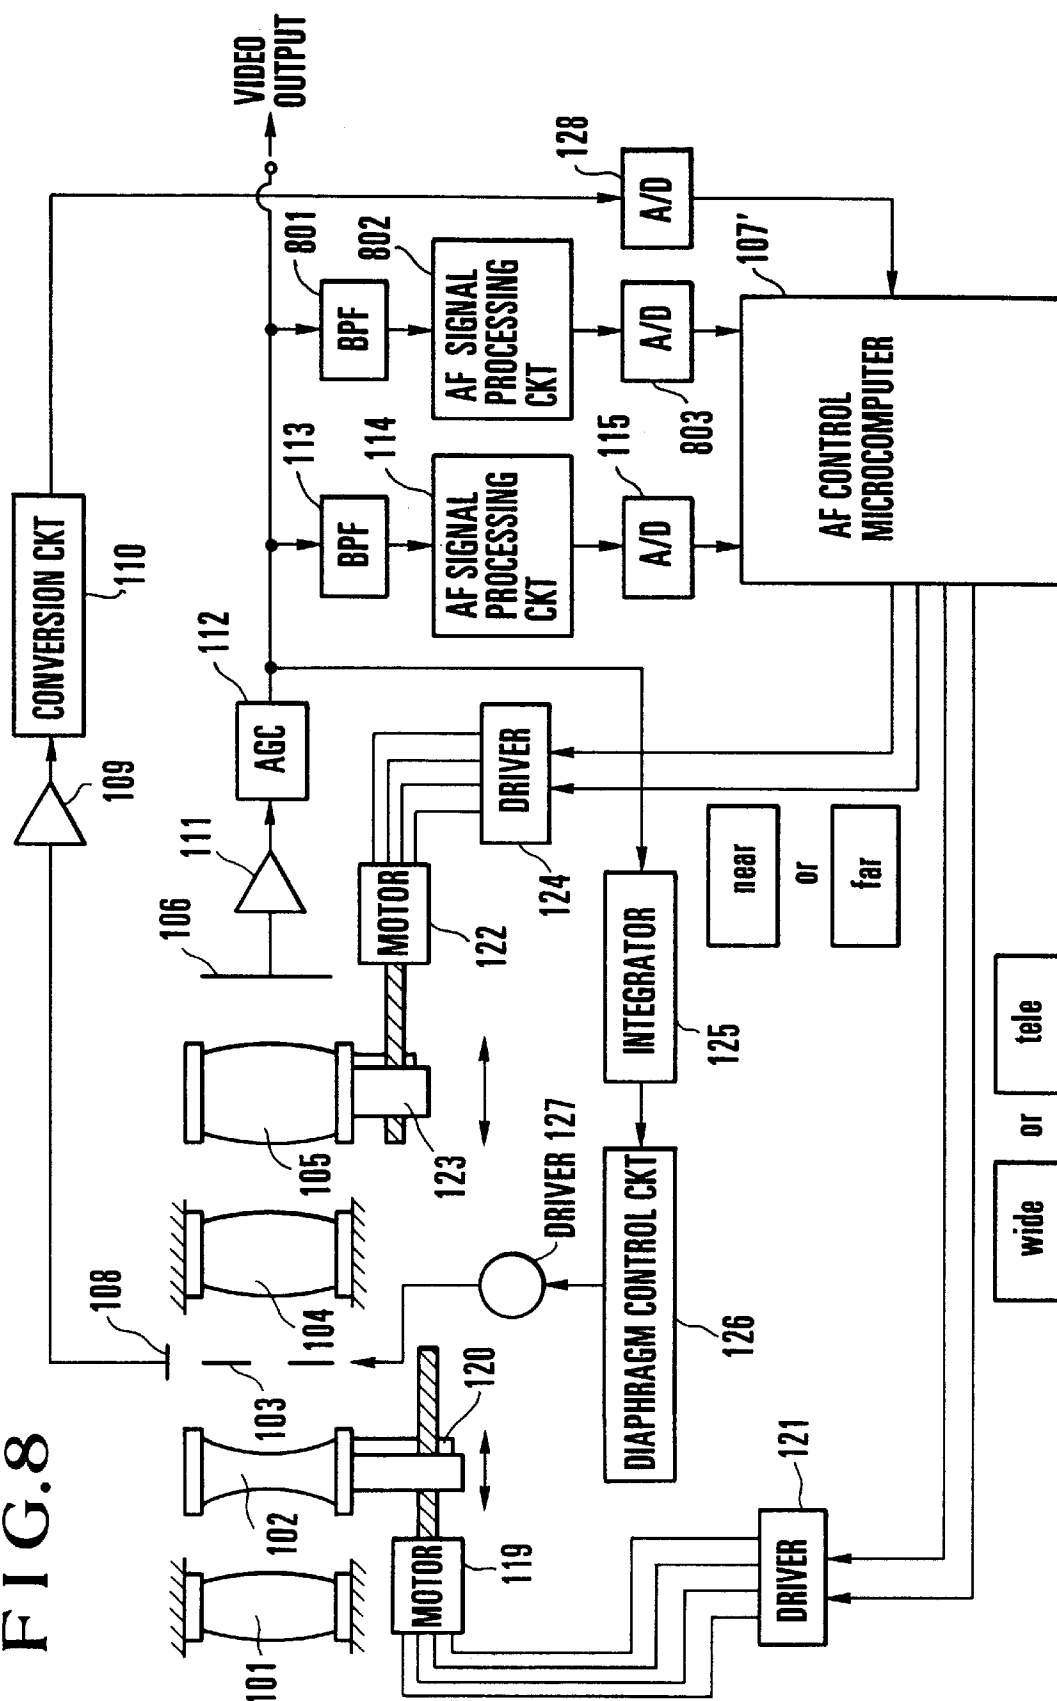 FIG.8
CONVERSION CKT
110
109
VIDEO
OUTPUT
108
106
111
112
AGC
113
BPF
801
BPF
114
AF SIGNAL
PROCESSING
CKT
802
AF SIGNAL
PROCESSING
CKT
115
A/D
803
A/D
128
A/D
107'
AF CONTROL
MICROCOMPUTER
101
102
103
104
105
MOTOR
119
120
123
MOTOR
122
DRIVER
124
DRIVER 127
DIAPHRAGM CONTROL CKT
126
INTEGRATOR
125
DRIVER
121
near
or
far
wide
or
tele